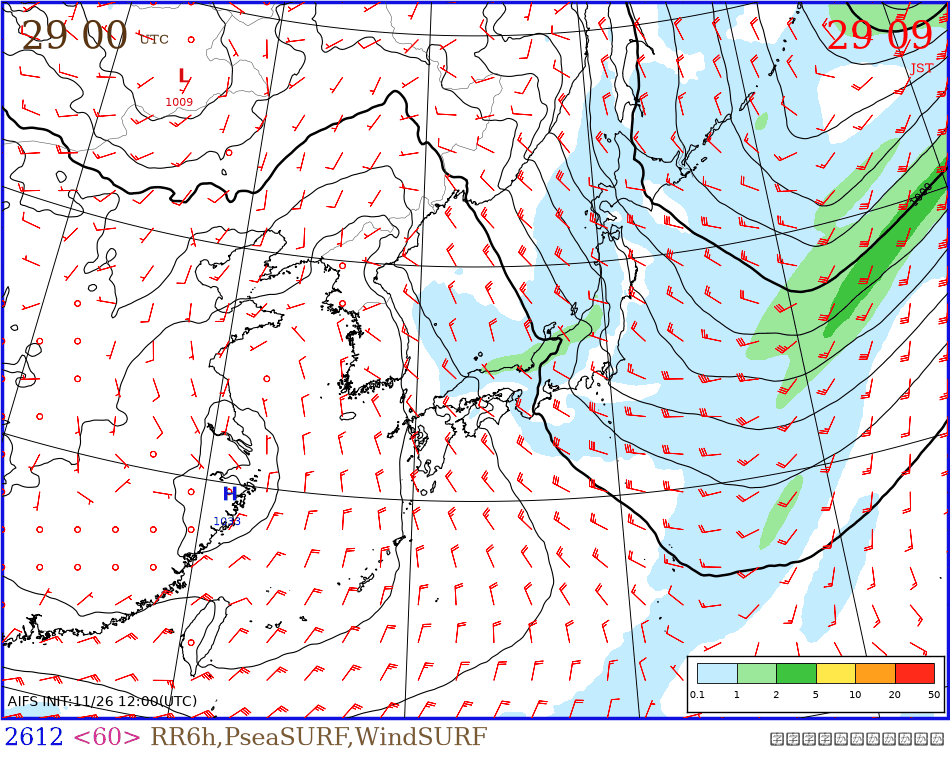 29 00 UTC
29 09
JST
L
1009
1000
H
1033
0.1 1 2 5 10 20 50
AIFS INIT:11/26 12:00(UTC)
2612 <60> RR6h,PseaSURF,WindSURF